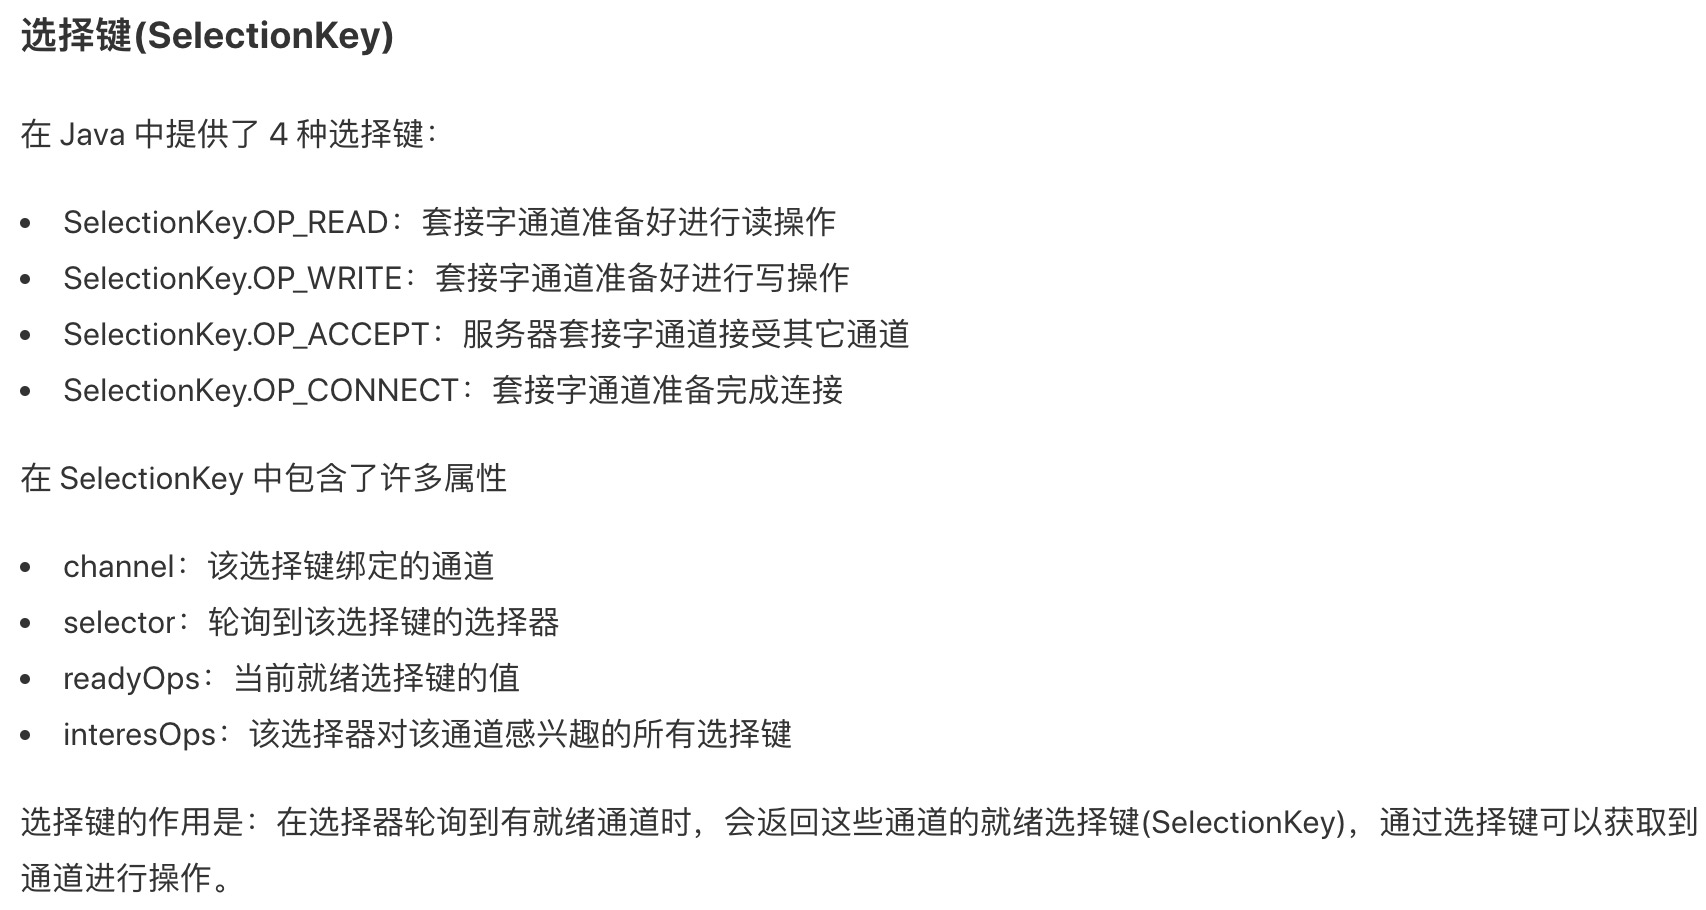 选择键(SelectionKey)
在 Java 中提供了 4 种选择键：
• SelectionKey.OP_READ：套接字通道准备好进行读操作
• SelectionKey.OP_WRITE：套接字通道准备好进行写操作
• SelectionKey.OP_ACCEPT：服务器套接字通道接受其它通道
• SelectionKey.OP_CONNECT：套接字通道准备完成连接
在 SelectionKey 中包含了许多属性
• channel：该选择键绑定的通道
• selector：轮询到该选择键的选择器
• readyOps：当前就绪选择键的值
• interesOps：该选择器对该通道感兴趣的所有选择键
选择键的作用是：在选择器轮询到有就绪通道时，会返回这些通道的就绪选择键(SelectionKey)，通过选择键可以获取到
通道进行操作。